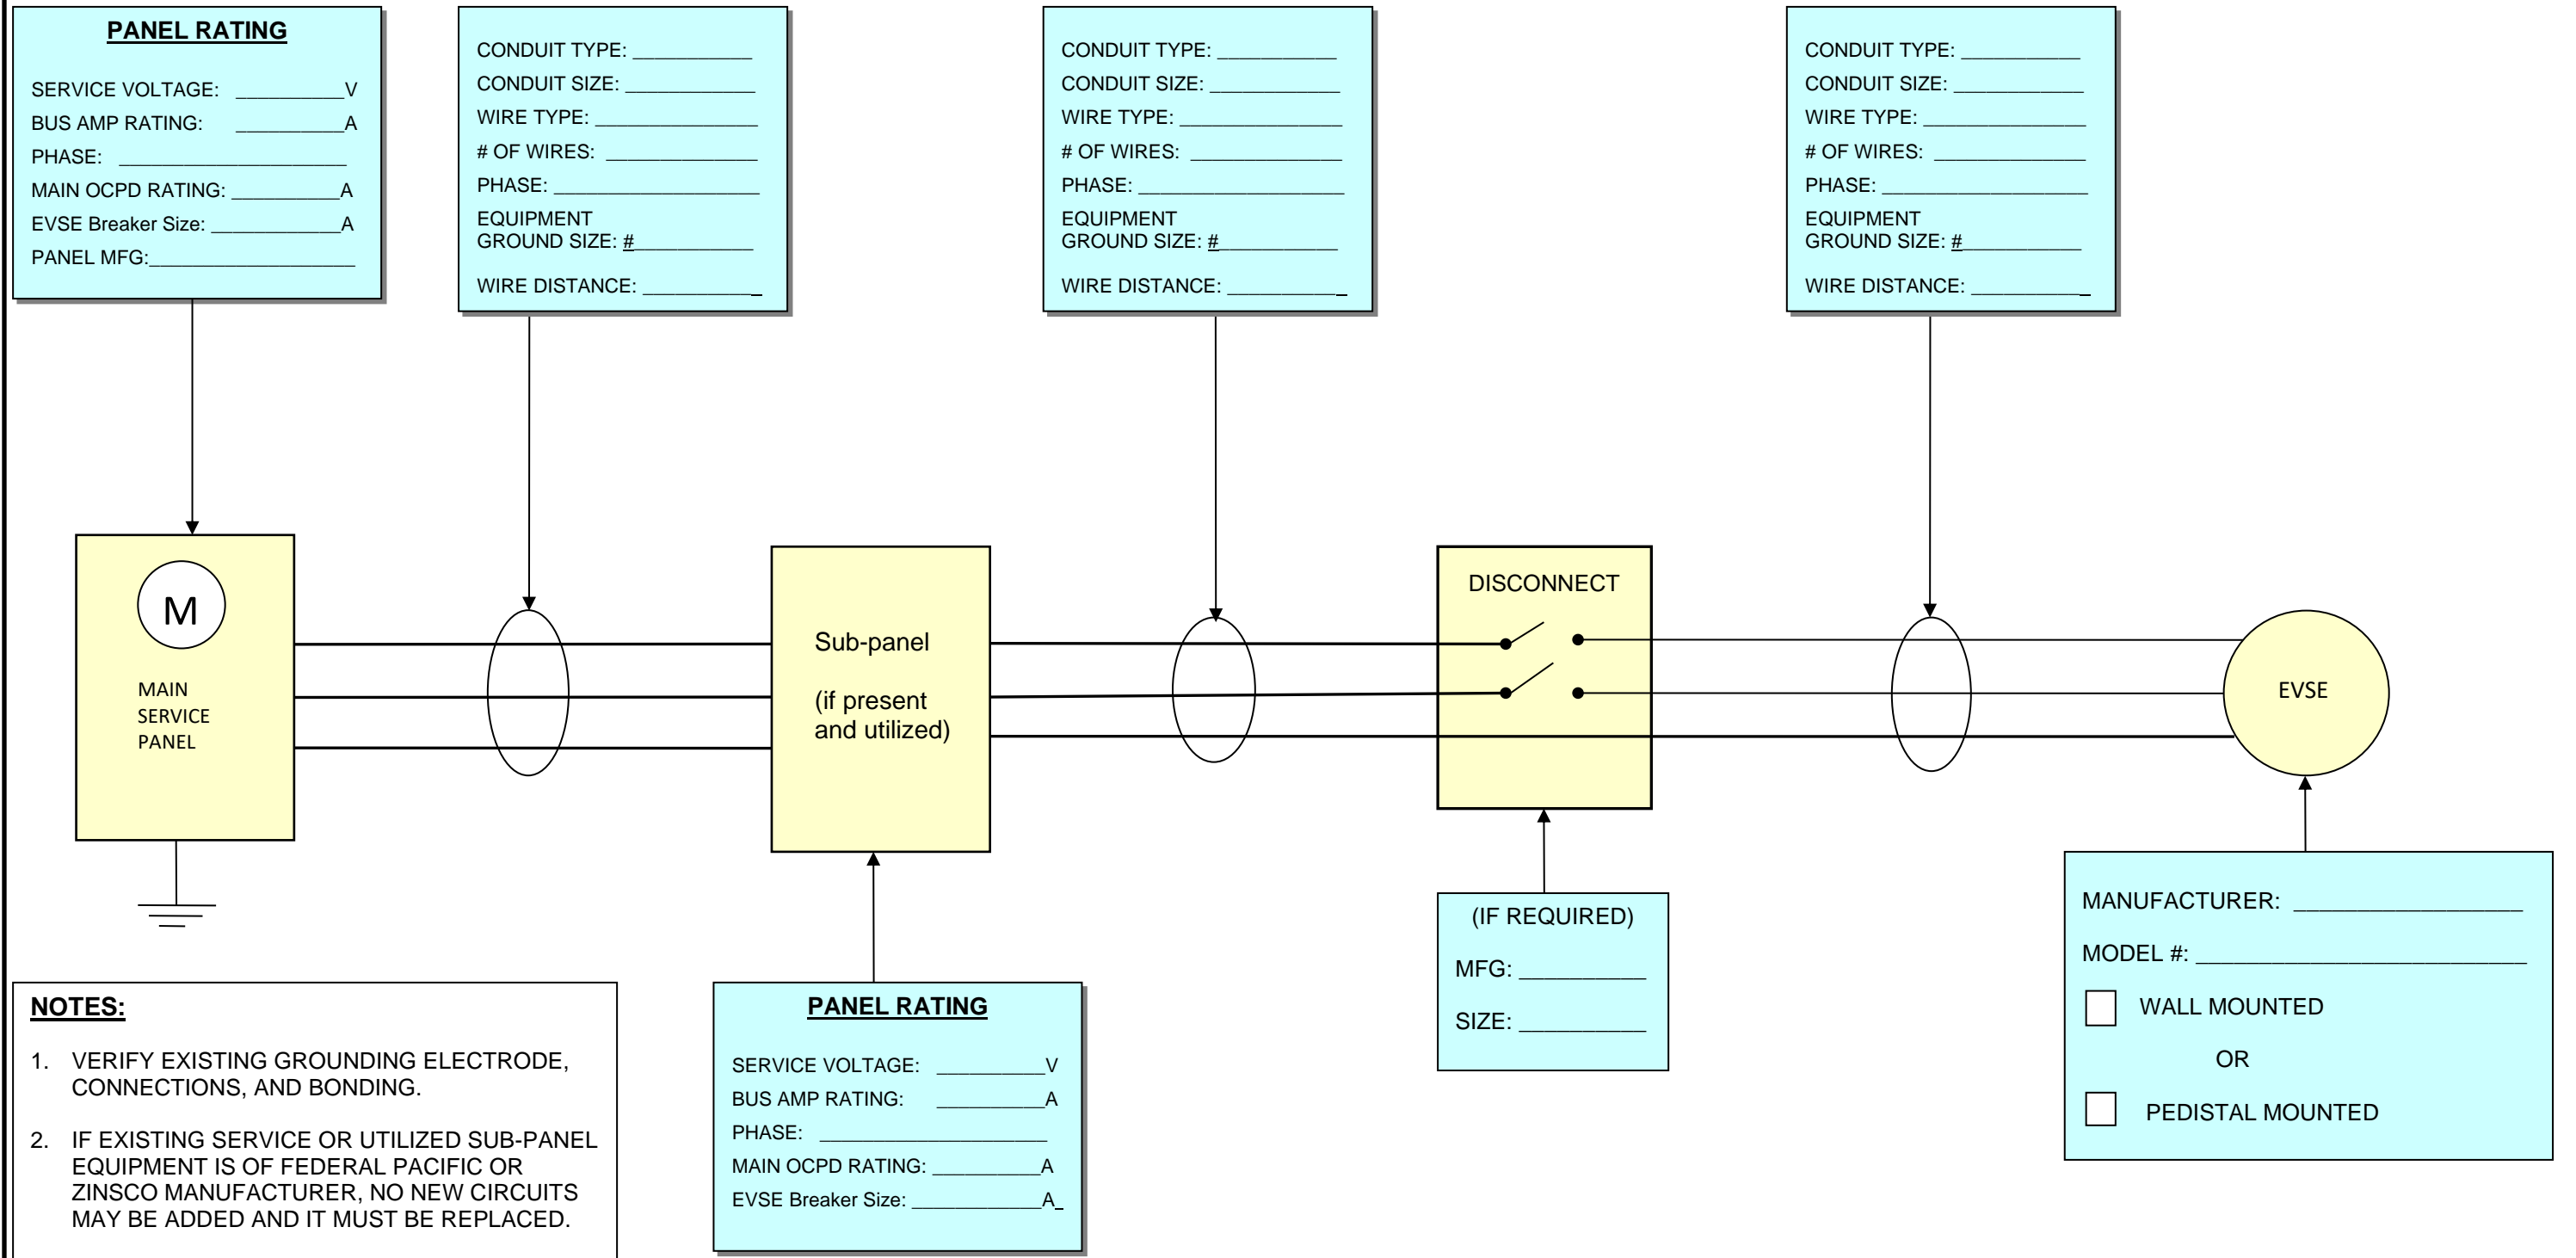 PANEL RATING
SERVICE VOLTAGE: __________V
BUS AMP RATING: __________A
PHASE: _____________________
MAIN OCPD RATING: __________A
EVSE Breaker Size: ____________A
PANEL MFG:___________________
CONDUIT TYPE: ___________
CONDUIT SIZE: ____________
WIRE TYPE: _______________
# OF WIRES: ______________
PHASE: ___________________
EQUIPMENT
GROUND SIZE: #___________
WIRE DISTANCE: ___________
CONDUIT TYPE: ___________
CONDUIT SIZE: ____________
WIRE TYPE: _______________
# OF WIRES: ______________
PHASE: ___________________
EQUIPMENT
GROUND SIZE: #___________
WIRE DISTANCE: ___________
CONDUIT TYPE: ___________
CONDUIT SIZE: ____________
WIRE TYPE: _______________
# OF WIRES: ______________
PHASE: ___________________
EQUIPMENT
GROUND SIZE: #___________
WIRE DISTANCE: ___________
M
MAIN
SERVICE
PANEL
Sub-panel
(if present
and utilized)
DISCONNECT
EVSE
NOTES:
1. VERIFY EXISTING GROUNDING ELECTRODE,
CONNECTIONS, AND BONDING.
2. IF EXISTING SERVICE OR UTILIZED SUB-PANEL
EQUIPMENT IS OF FEDERAL PACIFIC OR
ZINSCO MANUFACTURER, NO NEW CIRCUITS
MAY BE ADDED AND IT MUST BE REPLACED.
PANEL RATING
SERVICE VOLTAGE: __________V
BUS AMP RATING: __________A
PHASE: _____________________
MAIN OCPD RATING: __________A
EVSE Breaker Size: ____________A_
(IF REQUIRED)
MFG: __________
SIZE: __________
MANUFACTURER: __________________
MODEL #: __________________________
WALL MOUNTED
OR
PEDISTAL MOUNTED